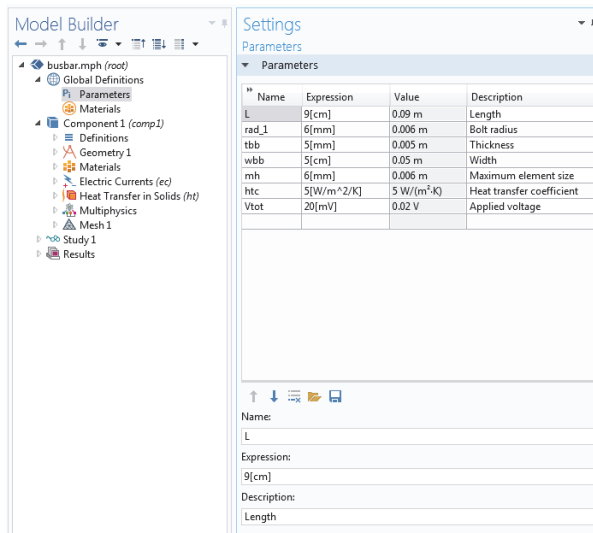 Model Builder
busbar.mph (root)
Global Definitions
Pi Parameters
Materials
Component 1 (comp1)
Definitions
Geometry 1
Materials
Electric Currents (ec)
Heat Transfer in Solids (ht)
Multiphysics
Mesh 1
Study 1
Results
Settings
Parameters
Parameters
Name Expression Value Description
L 9[cm] 0.09 m Length
rad_1 6[mm] 0.006 m Bolt radius
tbb 5[mm] 0.005 m Thickness
wbb 5[cm] 0.05 m Width
mh 6[mm] 0.006 m Maximum element size
htc 5[W/m^2/K] 5 W/(m²·K) Heat transfer coefficient
Vtot 20[mV] 0.02 V Applied voltage
Name:
L
Expression:
9[cm]
Description:
Length